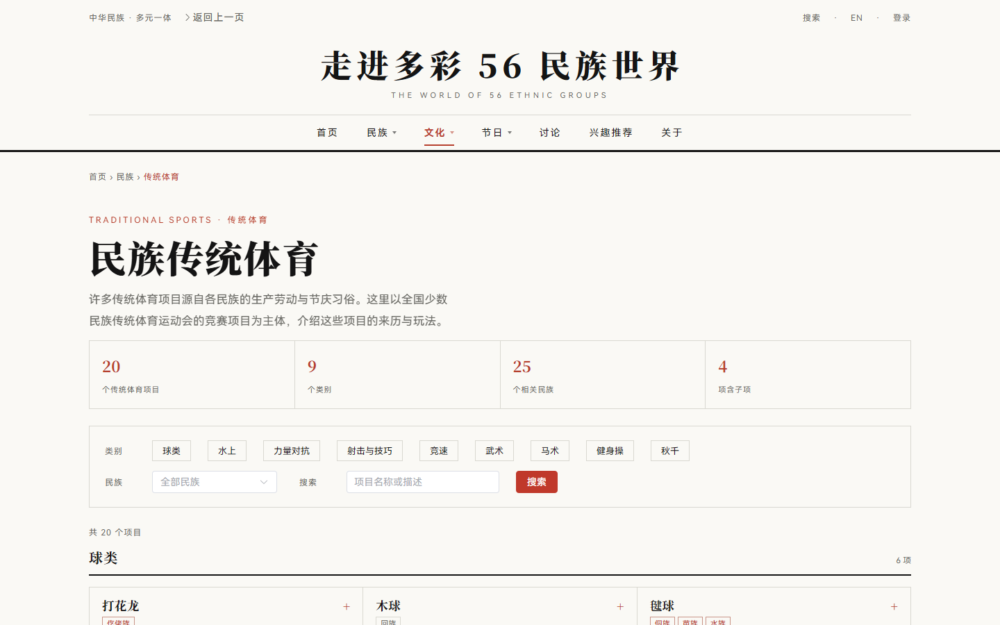 中华民族 · 多元一体 返回上一页 搜索 · EN · 登录
走进多彩 56 民族世界
THE WORLD OF 56 ETHNIC GROUPS
首页 民族 文化 节日 讨论 兴趣推荐 关于
首页 › 民族 › 传统体育
TRADITIONAL SPORTS · 传统体育
民族传统体育
许多传统体育项目源自各民族的生产劳动与节庆习俗。这里以全国少数
民族传统体育运动会的竞赛项目为主体，介绍这些项目的来历与玩法。
20 9 25 4
个传统体育项目 个类别 个相关民族 项含子项
类别 球类 水上 力量对抗 射击与技巧 竞速 武术 马术 健身操 秋千
民族 全部民族 搜索 项目名称或描述 搜索
共 20 个项目
球类 6 项
打花龙 + 木球 + 毽球 +
仡佬族 回族 侗族 苗族 水族